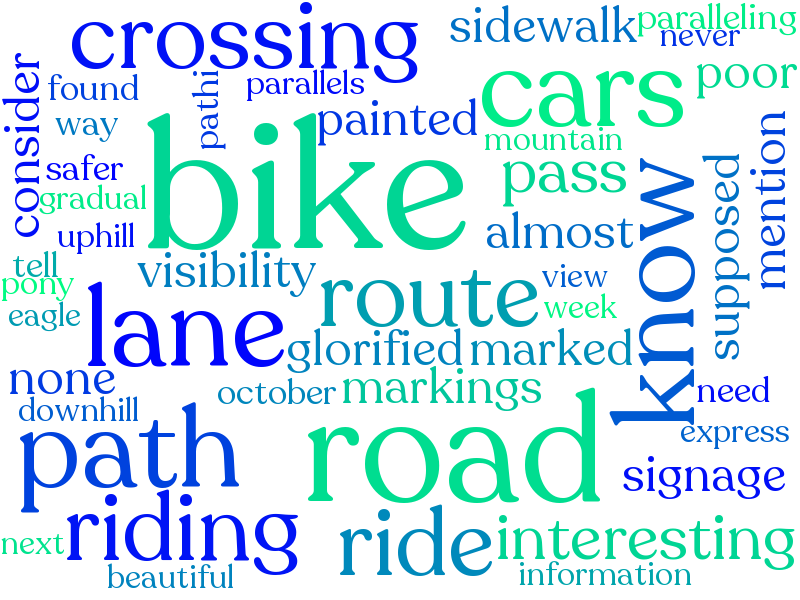 crossing
sidewalk
paralleling
never
consider
found
pathi
parallels
painted
cars
poor
way
mountain
safer
bike
pass
know
supposed
mention
gradual
uphill
almost
tell
visibility
view
pony
route
week
eagle
lane
glorified
marked
none
october
markings
need
downhill
express
path
road
signage
riding
ride
interesting
next
beautiful
information